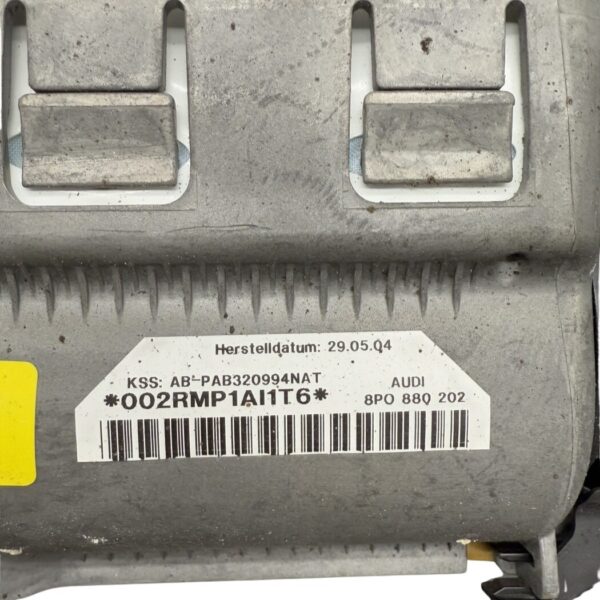 Herstelldatum: 29.05.04
KSS: AB-PAB320994NAT AUDI
*002RMP1AI1T6* 8P0 880 202